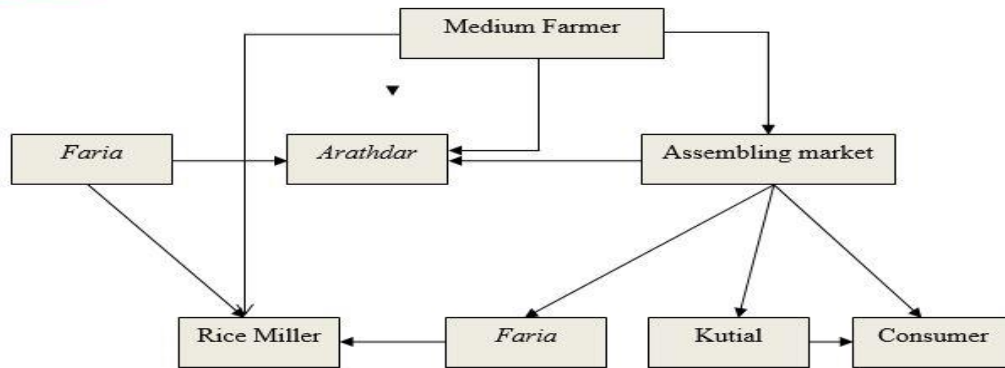 Medium Farmer
Faria
Arathdar
Assembling market
Rice Miller
Faria
Kutial
Consumer